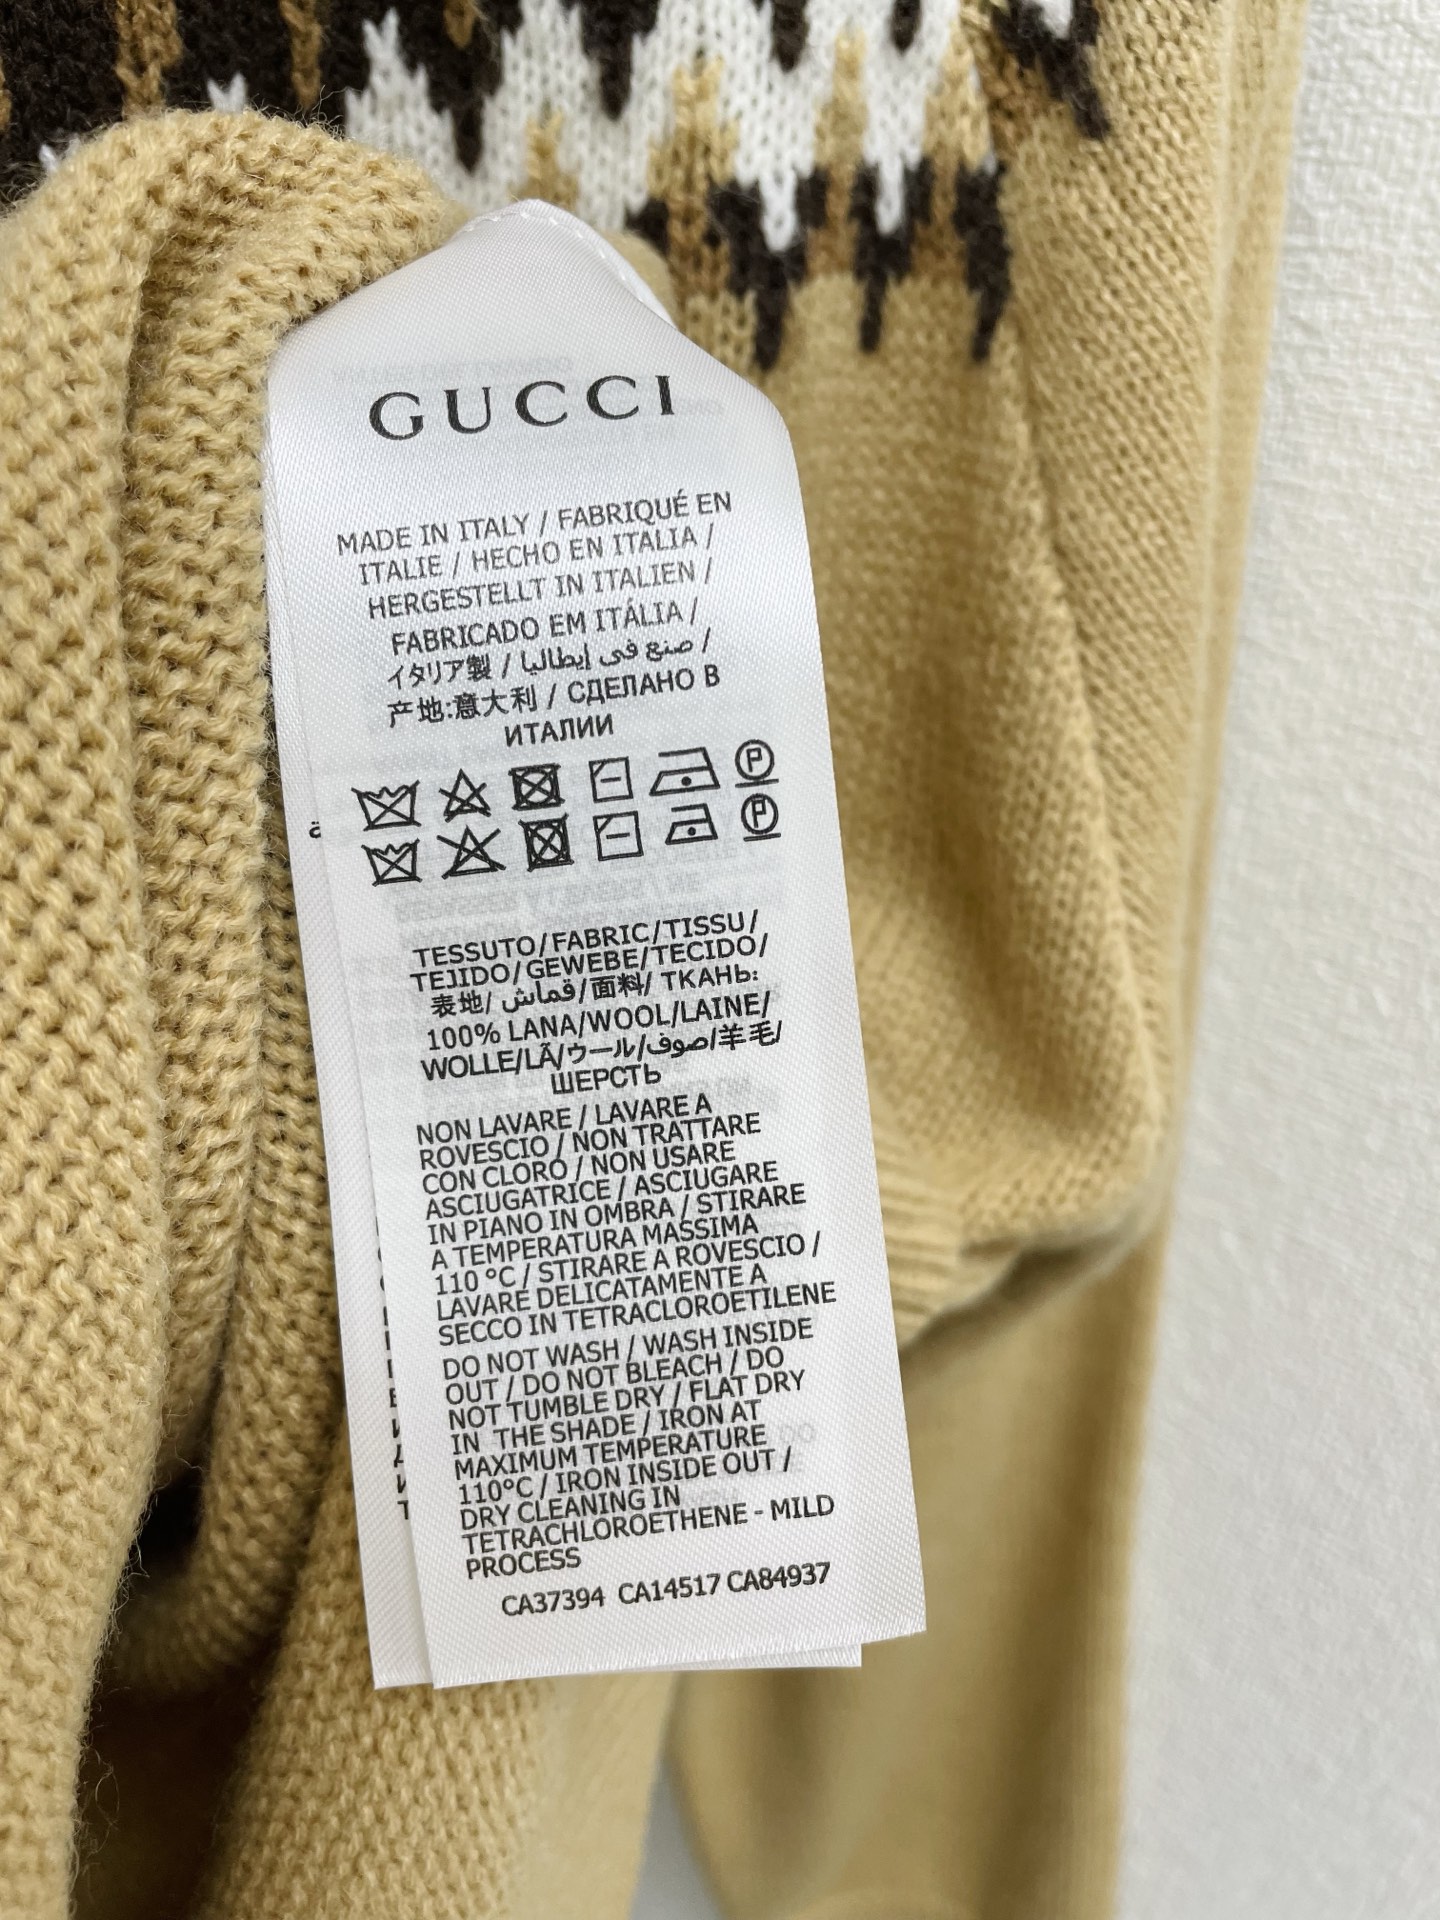 GUCCI
MADE IN ITALY / FABRIQUÉ EN
ITALIE / HECHO EN ITALIA /
HERGESTELLT IN ITALIEN /
FABRICADO EM ITÁLIA /
イタリア製 / صنع في إيطاليا /
产地:意大利 / СДЕЛАНО В
ИТАЛИИ
TESSUTO/FABRIC/TISSU/
TEJIDO/GEWEBE/TECIDO/
表地/ قماش/面料/ ТКАНЬ:
100% LANA/WOOL/LAINE/
WOLLE/LÃ/ウール/صوف/羊毛/
ШЕРСТЬ
NON LAVARE / LAVARE A
ROVESCIO / NON TRATTARE
CON CLORO / NON USARE
ASCIUGATRICE / ASCIUGARE
IN PIANO IN OMBRA / STIRARE
A TEMPERATURA MASSIMA
110 °C / STIRARE A ROVESCIO /
LAVARE DELICATAMENTE A
SECCO IN TETRACLOROETILENE
DO NOT WASH / WASH INSIDE
OUT / DO NOT BLEACH / DO
NOT TUMBLE DRY / FLAT DRY
IN THE SHADE / IRON AT
MAXIMUM TEMPERATURE
110°C / IRON INSIDE OUT /
DRY CLEANING IN
TETRACHLOROETHENE - MILD
PROCESS
CA37394 CA14517 CA84937